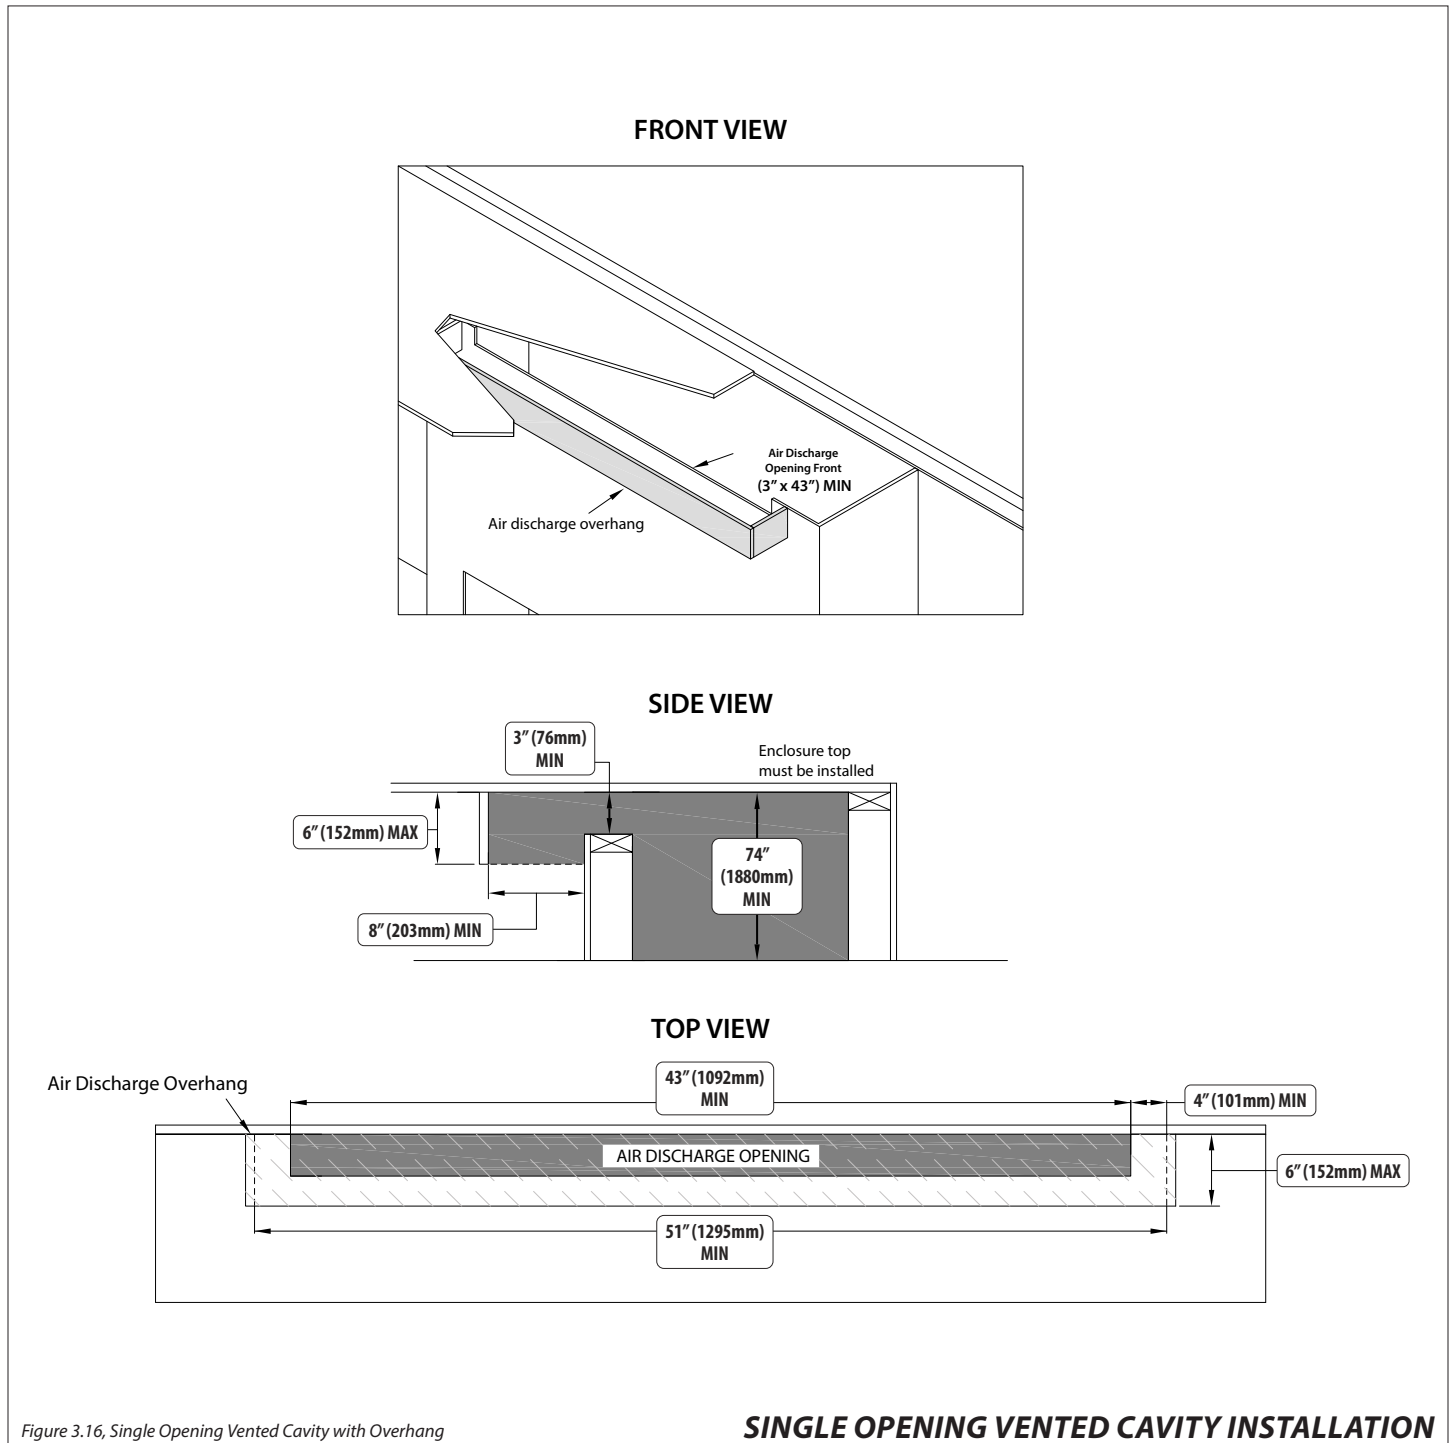 FRONT VIEW
Air Discharge
Opening Front
(3" x 43") MIN
Air discharge overhang
SIDE VIEW
3" (76mm)
MIN
Enclosure top
must be installed
6" (152mm) MAX
74"
(1880mm)
MIN
8" (203mm) MIN
TOP VIEW
Air Discharge Overhang
43" (1092mm)
MIN
4" (101mm) MIN
AIR DISCHARGE OPENING
6" (152mm) MAX
51" (1295mm)
MIN
Figure 3.16, Single Opening Vented Cavity with Overhang
SINGLE OPENING VENTED CAVITY INSTALLATION